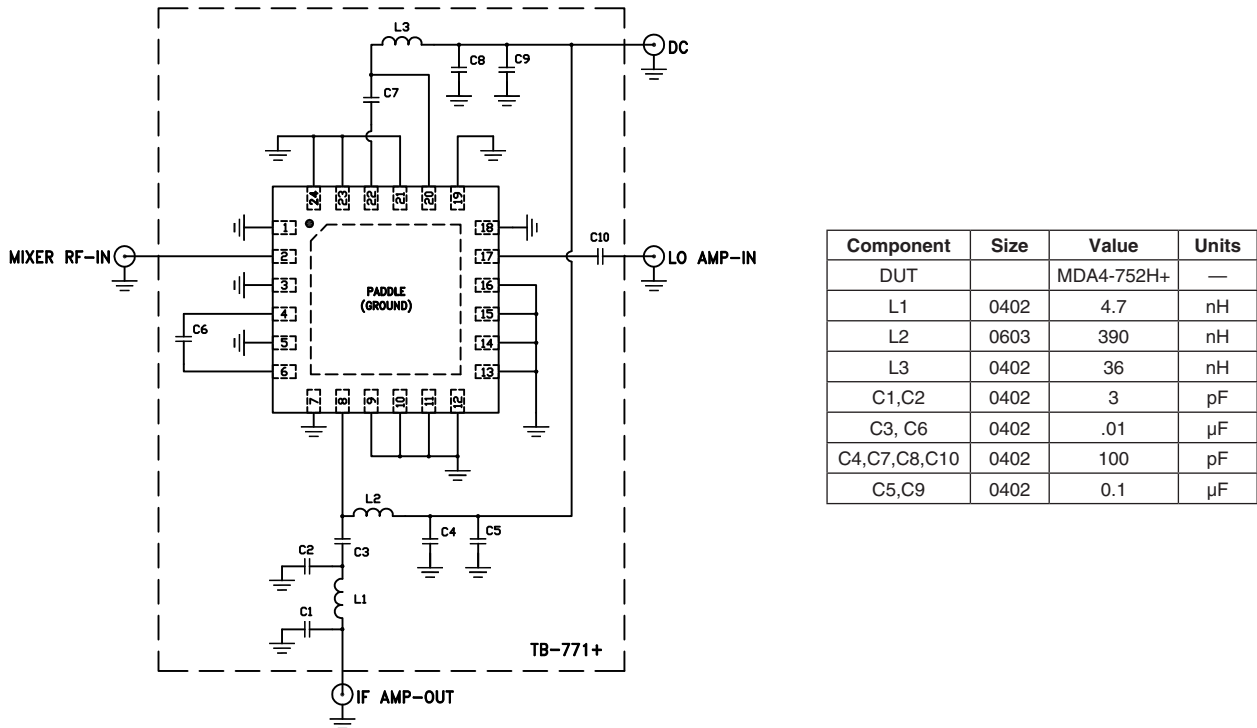 L3
DC
C8
C9
C7
24
23
22
21
20
19
1
2
3
4
5
6
18
17
16
15
14
13
7
8
9
10
11
12
MIXER RF-IN
C10
LO AMP-IN
PADDLE
(GROUND)
C6
L2
C4
C5
C3
C2
L1
C1
TB-771+
IF AMP-OUT
Component Size Value Units
DUT MDA4-752H+ —
L1 0402 4.7 nH
L2 0603 390 nH
L3 0402 36 nH
C1,C2 0402 3 pF
C3, C6 0402 .01 µF
C4,C7,C8,C10 0402 100 pF
C5,C9 0402 0.1 µF